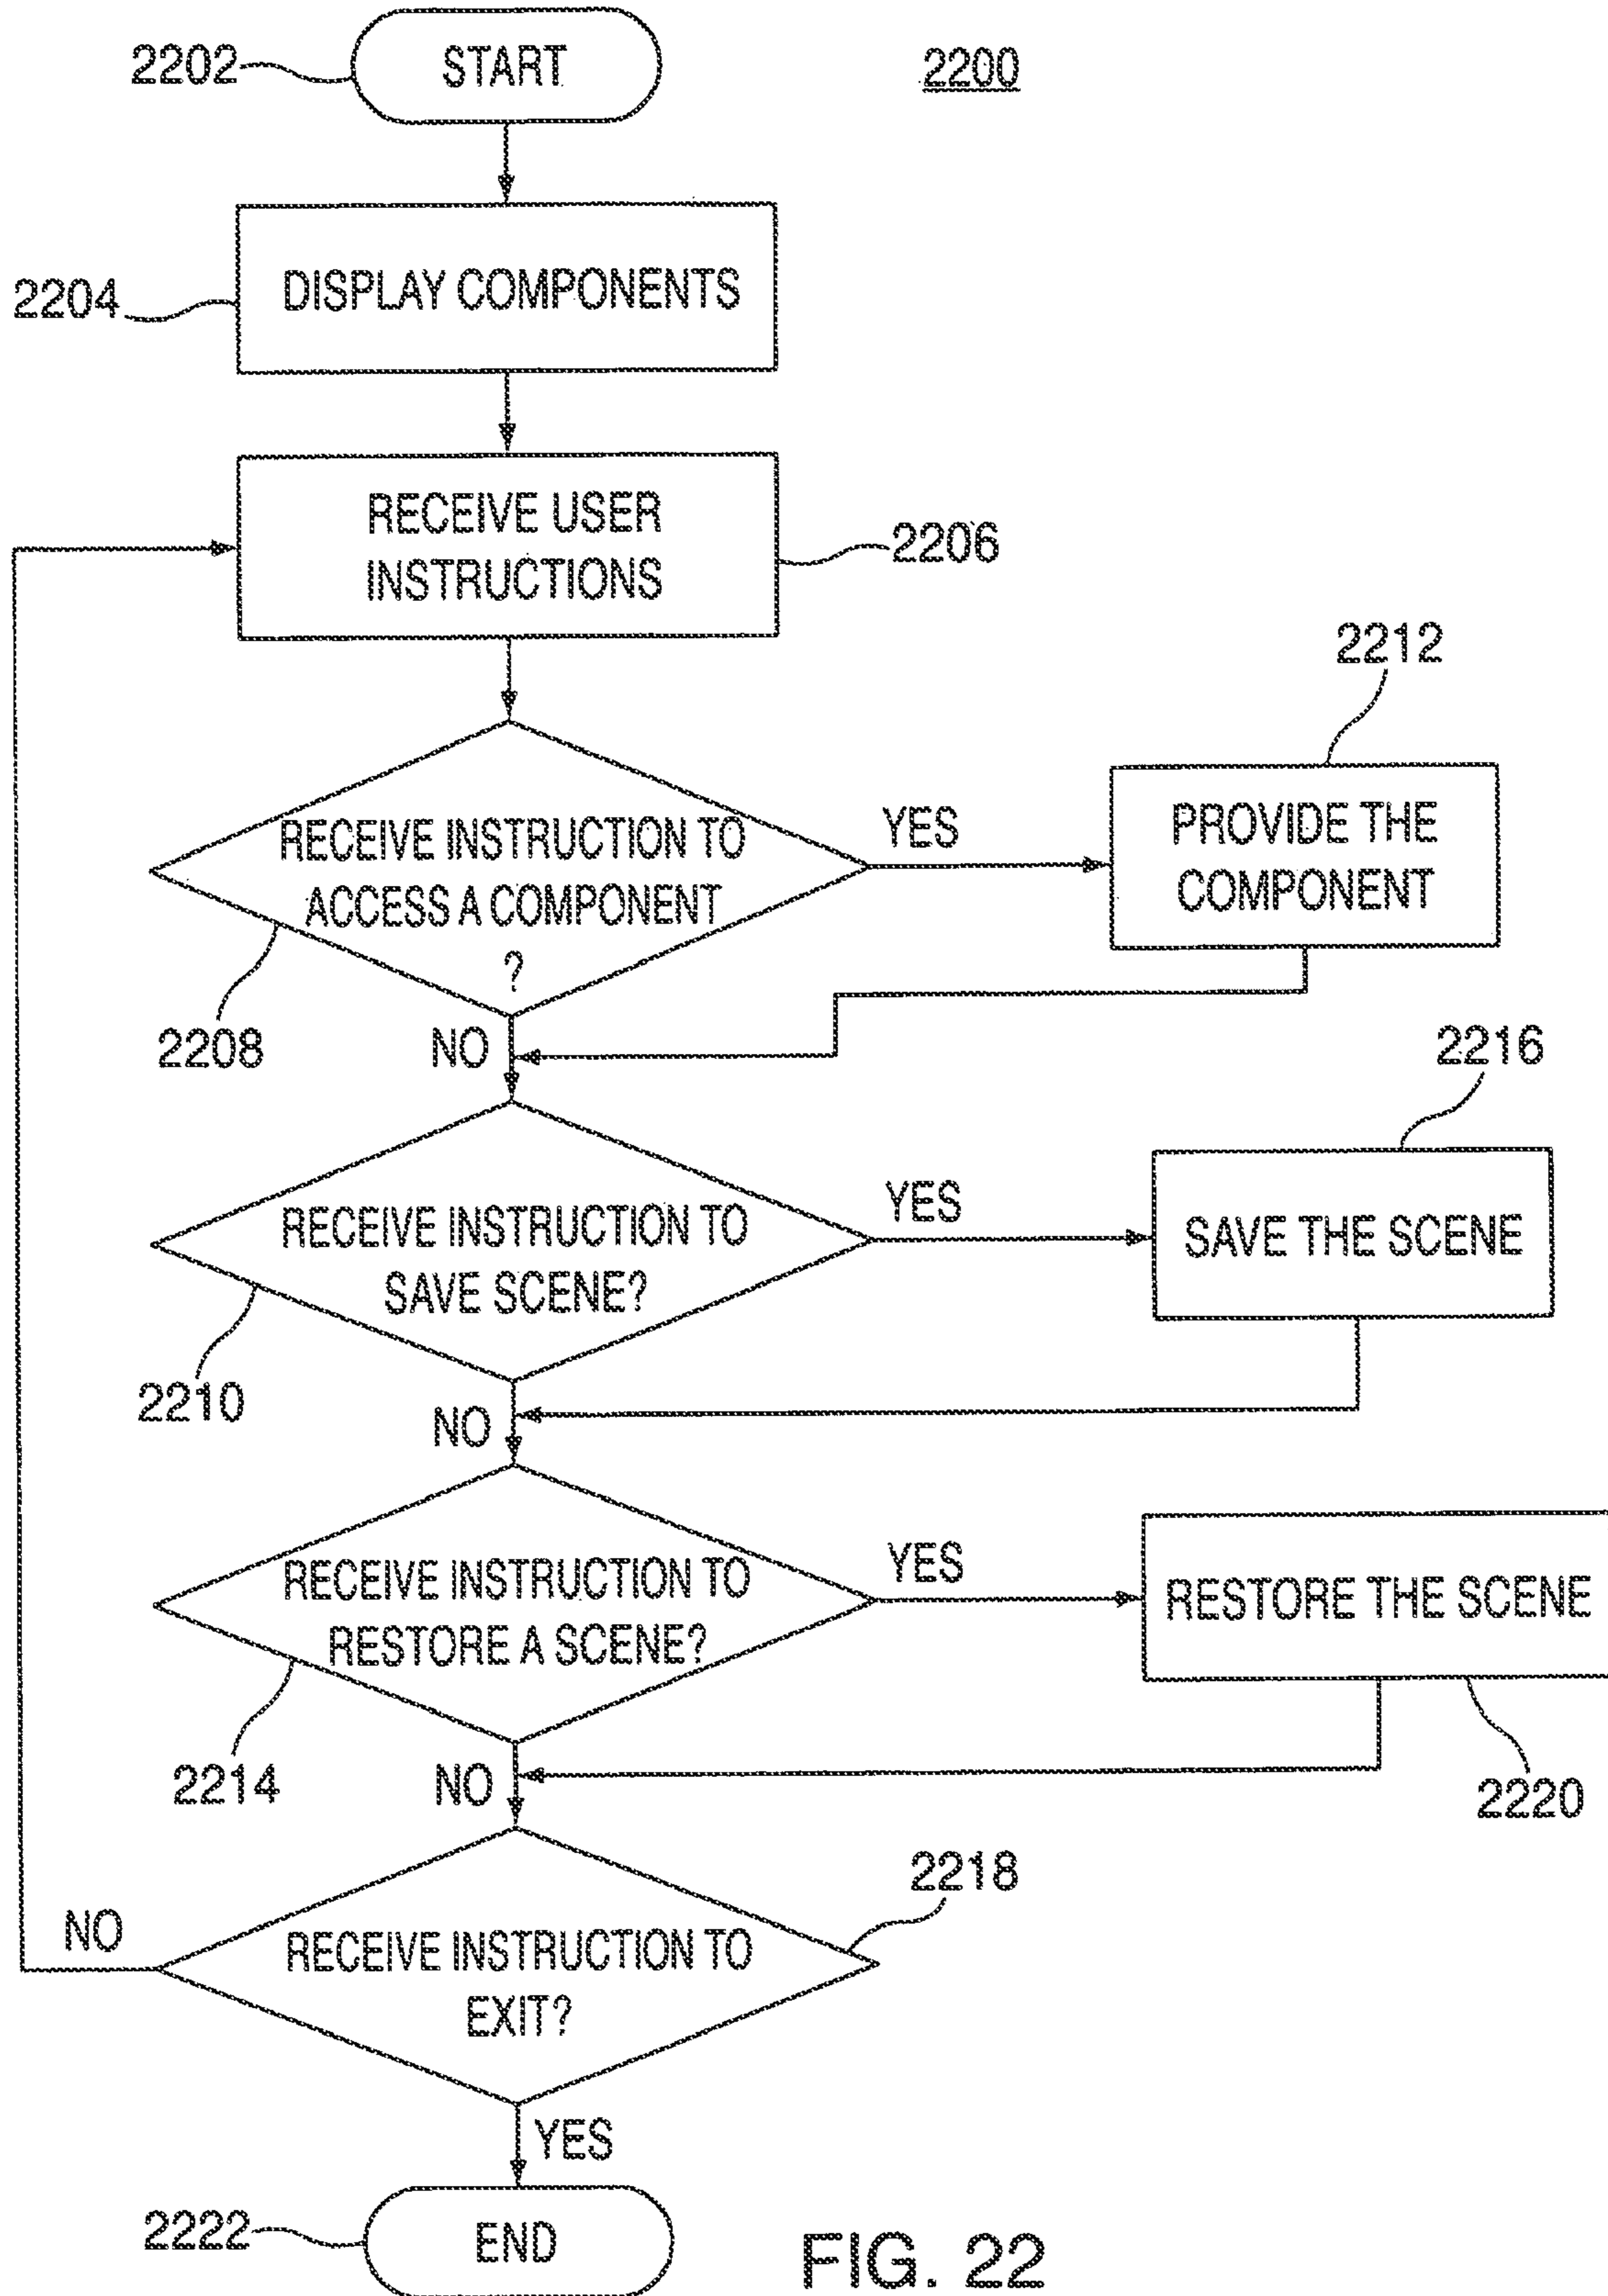 2202
START
2200
2204
DISPLAY COMPONENTS
RECEIVE USER
INSTRUCTIONS
2206
2212
RECEIVE INSTRUCTION TO
ACCESS A COMPONENT
?
YES
PROVIDE THE
COMPONENT
2208
NO
2216
RECEIVE INSTRUCTION TO
SAVE SCENE?
YES
SAVE THE SCENE
2210
NO
RECEIVE INSTRUCTION TO
RESTORE A SCENE?
YES
RESTORE THE SCENE
2214
NO
2220
2218
NO
RECEIVE INSTRUCTION TO
EXIT?
YES
2222
END
FIG. 22